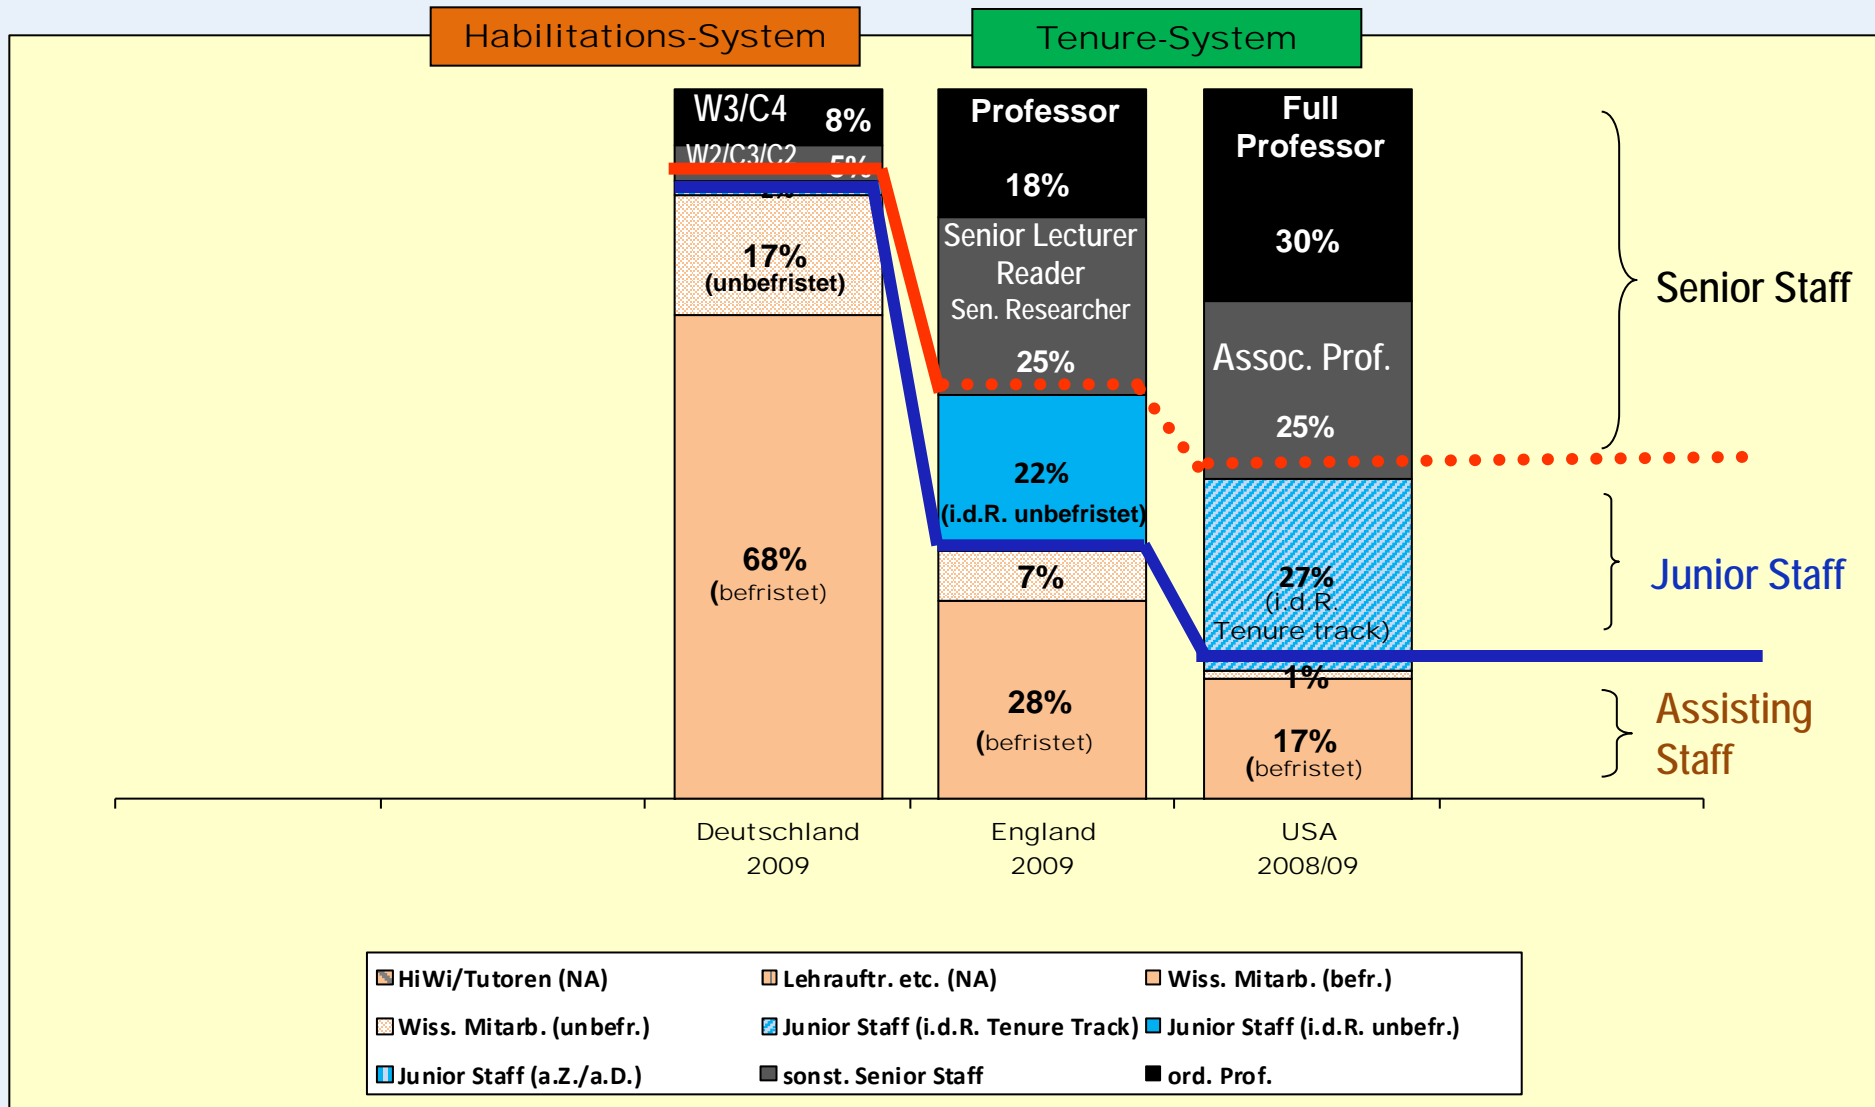 Habilitations-System
Tenure-System
W3/C4 8%
W2/C3/C2 5%
2%
17%
(unbefristet)
68%
(befristet)
Professor
18%
Senior Lecturer
Reader
Sen. Researcher
25%
22%
(i.d.R. unbefristet)
7%
28%
(befristet)
Full
Professor
30%
Assoc. Prof.
25%
27%
(i.d.R.
Tenure track)
1%
17%
(befristet)
Senior Staff
Junior Staff
Assisting
Staff
Deutschland
2009
England
2009
USA
2008/09
HiWi/Tutoren (NA)
Lehrauftr. etc. (NA)
Wiss. Mitarb. (befr.)
Wiss. Mitarb. (unbefr.)
Junior Staff (i.d.R. Tenure Track)
Junior Staff (i.d.R. unbefr.)
Junior Staff (a.Z./a.D.)
sonst. Senior Staff
ord. Prof.